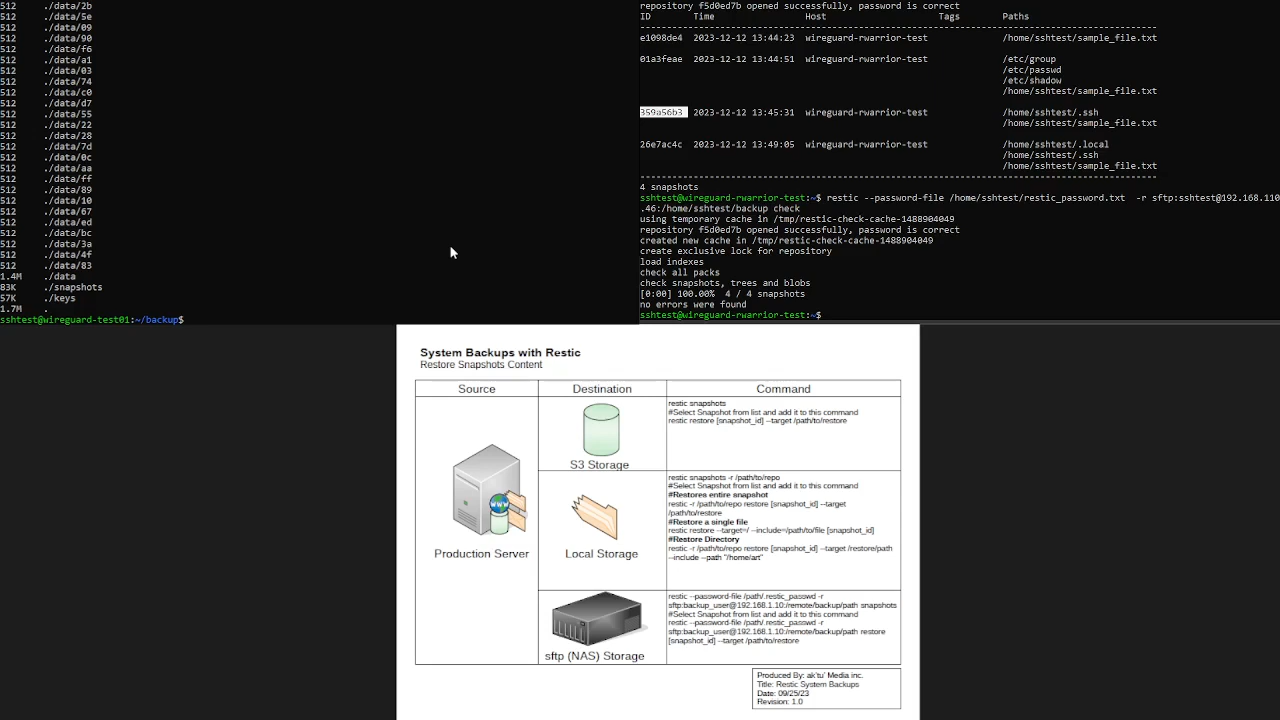 512 ./data/2b
512 ./data/5e
512 ./data/09
512 ./data/90
512 ./data/f6
512 ./data/a1
512 ./data/03
512 ./data/74
512 ./data/c0
512 ./data/d7
512 ./data/55
512 ./data/22
512 ./data/28
512 ./data/7d
512 ./data/0c
512 ./data/aa
512 ./data/ff
512 ./data/89
512 ./data/10
512 ./data/67
512 ./data/ed
512 ./data/bc
512 ./data/3a
512 ./data/4f
512 ./data/83
1.4M ./data
83K ./snapshots
57K ./keys
1.7M .
sshtest@wireguard-test01:~/backup$
repository f5d0ed7b opened successfully, password is correct
ID Time Host Tags Paths
--------------------------------------------------------------------------------
e1098de4 2023-12-12 13:44:23 wireguard-rwarrior-test /home/sshtest/sample_file.txt
01a3feae 2023-12-12 13:44:51 wireguard-rwarrior-test /etc/group
/etc/passwd
/etc/shadow
/home/sshtest/sample_file.txt
359a56b3 2023-12-12 13:45:31 wireguard-rwarrior-test /home/sshtest/.ssh
/home/sshtest/sample_file.txt
26e7ac4c 2023-12-12 13:49:05 wireguard-rwarrior-test /home/sshtest/.local
/home/sshtest/.ssh
/home/sshtest/sample_file.txt
--------------------------------------------------------------------------------
4 snapshots
sshtest@wireguard-rwarrior-test:~$ restic --password-file /home/sshtest/restic_password.txt -r sftp:sshtest@192.168.110
.46:/home/sshtest/backup check
using temporary cache in /tmp/restic-check-cache-1488904049
repository f5d0ed7b opened successfully, password is correct
created new cache in /tmp/restic-check-cache-1488904049
create exclusive lock for repository
load indexes
check all packs
check snapshots, trees and blobs
[0:00] 100.00% 4 / 4 snapshots
no errors were found
sshtest@wireguard-rwarrior-test:~$
System Backups with Restic
Restore Snapshots Content
Source Destination Command
Production Server
WWW
S3 Storage
restic snapshots
#Select Snapshot from list and add it to this command
restic restore [snapshot_id] --target /path/to/restore
Local Storage
restic snapshots -r /path/to/repo
#Select Snapshot from list and add it to this command
#Restores entire snapshot
restic -r /path/to/repo restore [snapshot_id] --target
/path/to/restore
#Restore a single file
restic restore --target=/ --include=/path/to/file [snapshot_id]
#Restore Directory
restic -r /path/to/repo restore [snapshot_id] --target /restore/path
--include --path "/home/art"
sftp (NAS) Storage
restic --password-file /path/.restic_passwd -r
sftp:backup_user@192.168.1.10:/remote/backup/path snapshots
#Select Snapshot from list and add it to this command
restic --password-file /path/.restic_passwd -r
sftp:backup_user@192.168.1.10:/remote/backup/path restore
[snapshot_id] --target /path/to/restore
Produced By: ak'tu' Media inc.
Title: Restic System Backups
Date: 09/25/23
Revision: 1.0